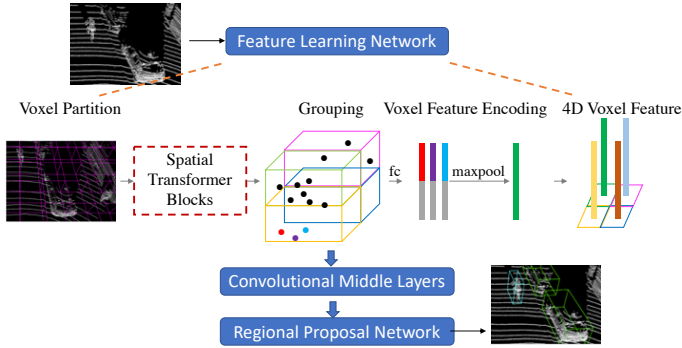 Feature Learning Network
Voxel Partition
Grouping
Voxel Feature Encoding
4D Voxel Feature
Spatial
Transformer
Blocks
fc
maxpool
Convolutional Middle Layers
Regional Proposal Network